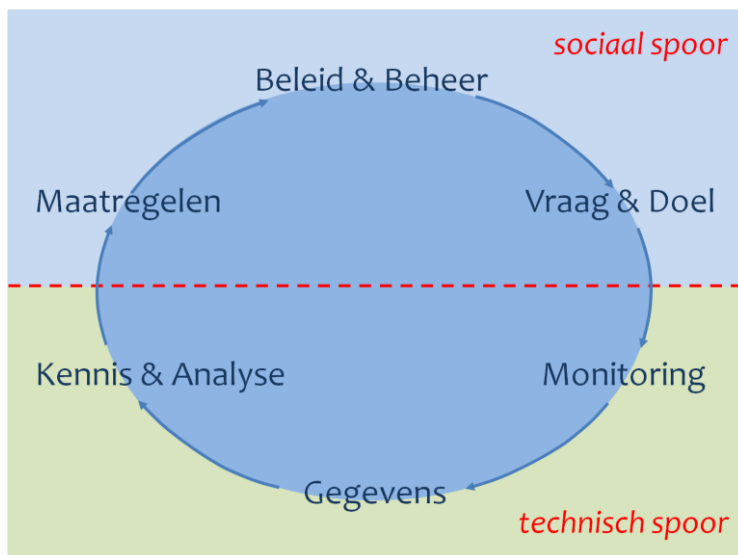 sociaal spoor
Beleid & Beheer
Maatregelen
Vraag & Doel
Kennis & Analyse
Monitoring
Gegevens
technisch spoor